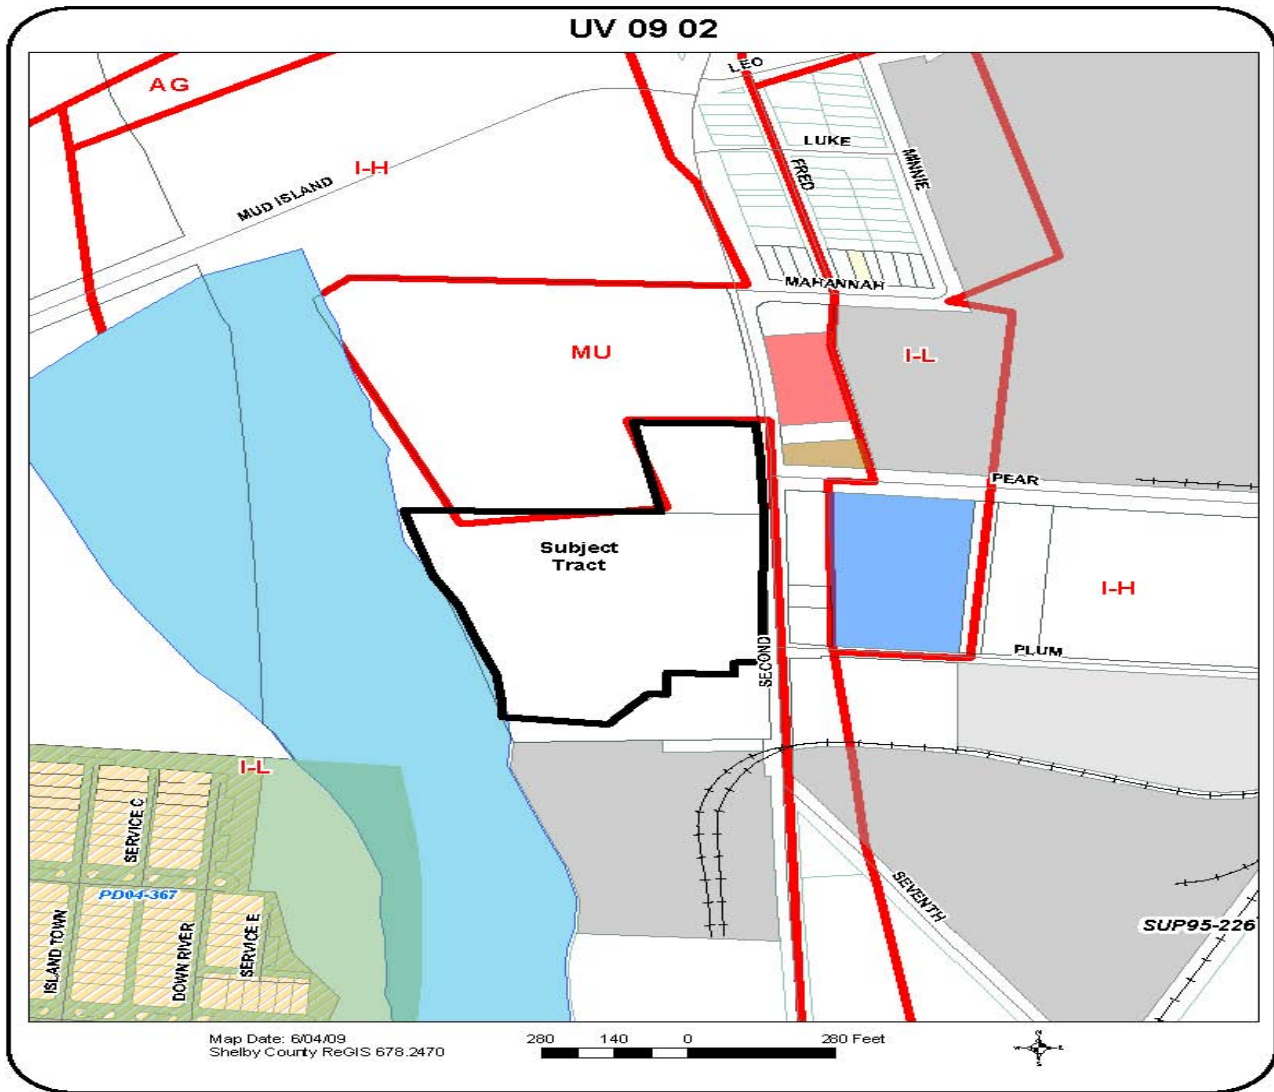 UV 09 02
LEO
AG
LUKE
MINNIE
I-H
FRED
MUD ISLAND
MAHANNAH
MU
I-L
PEAR
Subject
Tract
I-H
PLUM
SECOND
I-L
SERVICE C
PD04-367
SEVENTH
ISLAND TOWN
DOWN RIVER
SERVICE E
SUP95-226
Map Date: 6/04/09
Shelby County ReGIS 678.2470
280 140 0 280 Feet
N
W E
S